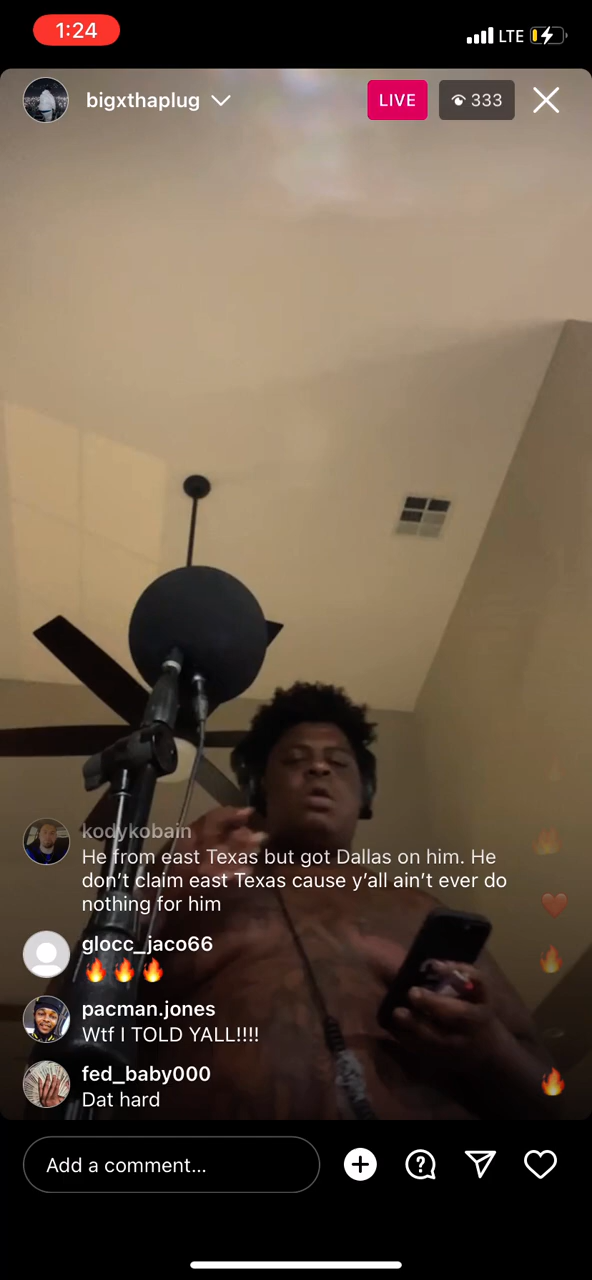 1:24
LTE
bigxthaplug
LIVE
333
kodykobain
He from east Texas but got Dallas on him. He
don't claim east Texas cause y'all ain't ever do
nothing for him
glocc_jaco66
🔥🔥🔥
pacman.jones
Wtf I TOLD YALL!!!!
fed_baby000
Dat hard
Add a comment...